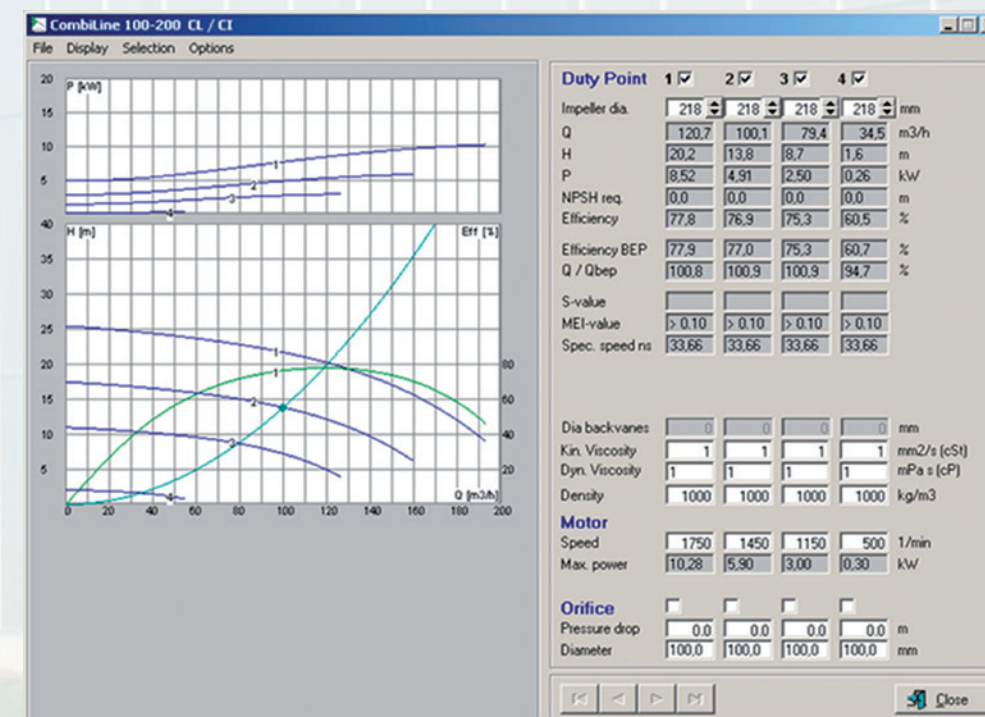 CombiLine 100-200 CL / CI
File Display Selection Options
20 P [kW]
15
10
5
1
2
3
4
40 H [m] Eff [%]
35
30
25
20
15
10
5
80
60
40
20
1
1
2
3
4
Q [m3/h]
0 20 40 60 80 100 120 140 160 180 200
Duty Point 1 2 3 4
Impeller dia. 218 218 218 218 mm
Q 120,7 100,1 79,4 34,5 m3/h
H 20,2 13,8 8,7 1,6 m
P 8,52 4,91 2,50 0,26 kW
NPSH req. 0,0 0,0 0,0 0,0 m
Efficiency 77,8 76,9 75,3 60,5 %
Efficiency BEP 77,9 77,0 75,3 60,7 %
Q / Qbep 100,8 100,9 100,9 94,7 %
S-value
MEI-value > 0.10 > 0.10 > 0.10 > 0.10
Spec. speed ns 33,66 33,66 33,66 33,66
Dia backvanes 0 0 0 0 mm
Kin. Viscosity 1 1 1 1 mm2/s (cSt)
Dyn. Viscosity 1 1 1 1 mPa s (cP)
Density 1000 1000 1000 1000 kg/m3
Motor
Speed 1750 1450 1150 500 1/min
Max. power 10,28 5,90 3,00 0,30 kW
Orifice
Pressure drop 0.0 0.0 0.0 0.0 m
Diameter 100,0 100,0 100,0 100,0 mm
Close